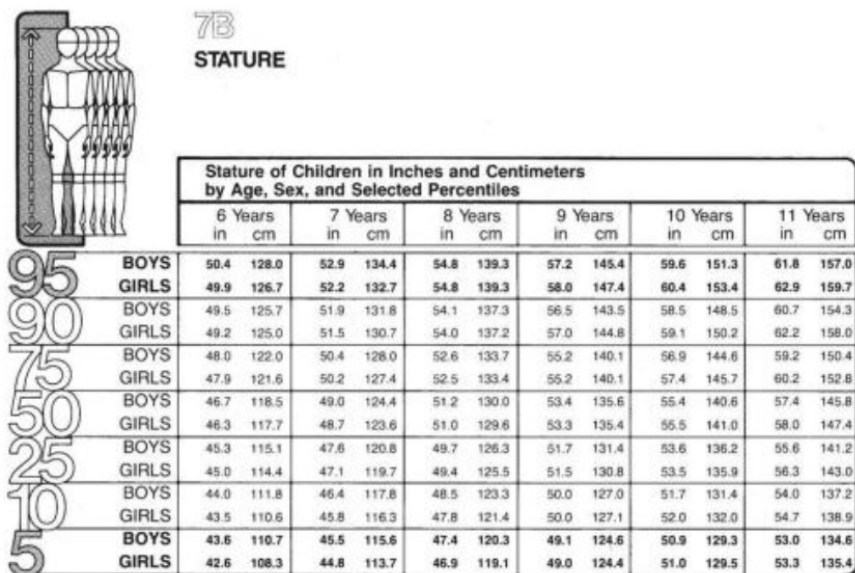 7B
STATURE
Stature of Children in Inches and Centimeters
by Age, Sex, and Selected Percentiles
6 Years 7 Years 8 Years 9 Years 10 Years 11 Years
in cm in cm in cm in cm in cm in cm
95 BOYS 50.4 128.0 52.9 134.4 54.8 139.3 57.2 145.4 59.6 151.3 61.8 157.0
GIRLS 49.9 126.7 52.2 132.7 54.8 139.3 58.0 147.4 60.4 153.4 62.9 159.7
90 BOYS 49.5 125.7 51.9 131.8 54.1 137.3 56.5 143.5 58.5 148.5 60.7 154.3
GIRLS 49.2 125.0 51.5 130.7 54.0 137.2 57.0 144.8 59.1 150.2 62.2 158.0
75 BOYS 48.0 122.0 50.4 128.0 52.6 133.7 55.2 140.1 56.9 144.6 59.2 150.4
GIRLS 47.9 121.6 50.2 127.4 52.5 133.4 55.2 140.1 57.4 145.7 60.2 152.8
50 BOYS 46.7 118.5 49.0 124.4 51.2 130.0 53.4 135.6 55.4 140.6 57.4 145.8
GIRLS 46.3 117.7 48.7 123.6 51.0 129.6 53.3 135.4 55.5 141.0 58.0 147.4
25 BOYS 45.3 115.1 47.6 120.8 49.7 126.3 51.7 131.4 53.6 136.2 55.6 141.2
GIRLS 45.0 114.4 47.1 119.7 49.4 125.5 51.5 130.8 53.5 135.9 56.3 143.0
10 BOYS 44.0 111.8 46.4 117.8 48.5 123.3 50.0 127.0 51.7 131.4 54.0 137.2
GIRLS 43.5 110.6 45.8 116.3 47.8 121.4 50.0 127.1 52.0 132.0 54.7 138.9
5 BOYS 43.6 110.7 45.5 115.6 47.4 120.3 49.1 124.6 50.9 129.3 53.0 134.6
GIRLS 42.6 108.3 44.8 113.7 46.9 119.1 49.0 124.4 51.0 129.5 53.3 135.4